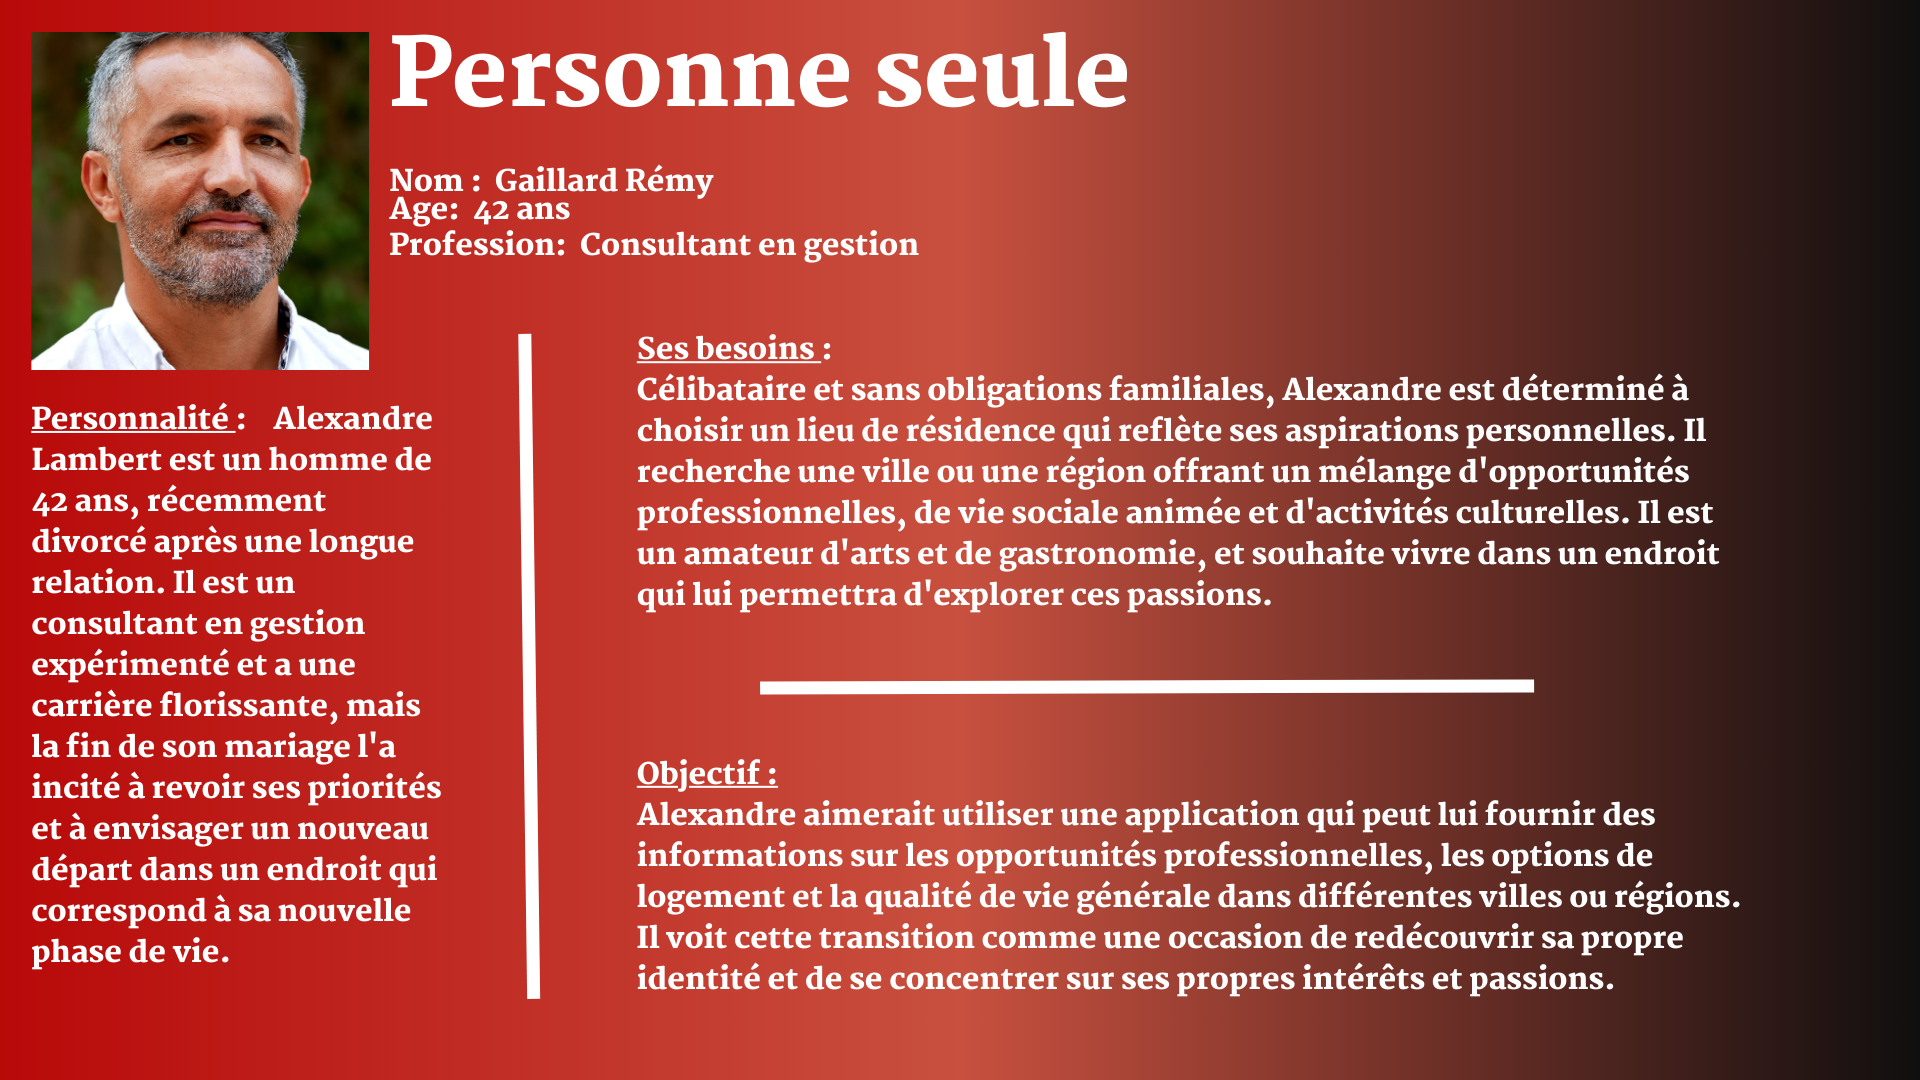 Personne seule
Nom :  Gaillard Rémy
Age:  42 ans
Profession:  Consultant en gestion
Personnalité :   Alexandre
Lambert est un homme de
42 ans, récemment
divorcé après une longue
relation. Il est un
consultant en gestion
expérimenté et a une
carrière florissante, mais
la fin de son mariage l'a
incité à revoir ses priorités
et à envisager un nouveau
départ dans un endroit qui
correspond à sa nouvelle
phase de vie.
Ses besoins :
Célibataire et sans obligations familiales, Alexandre est déterminé à
choisir un lieu de résidence qui reflète ses aspirations personnelles. Il
recherche une ville ou une région offrant un mélange d'opportunités
professionnelles, de vie sociale animée et d'activités culturelles. Il est
un amateur d'arts et de gastronomie, et souhaite vivre dans un endroit
qui lui permettra d'explorer ces passions.
Objectif :
Alexandre aimerait utiliser une application qui peut lui fournir des
informations sur les opportunités professionnelles, les options de
logement et la qualité de vie générale dans différentes villes ou régions.
Il voit cette transition comme une occasion de redécouvrir sa propre
identité et de se concentrer sur ses propres intérêts et passions.